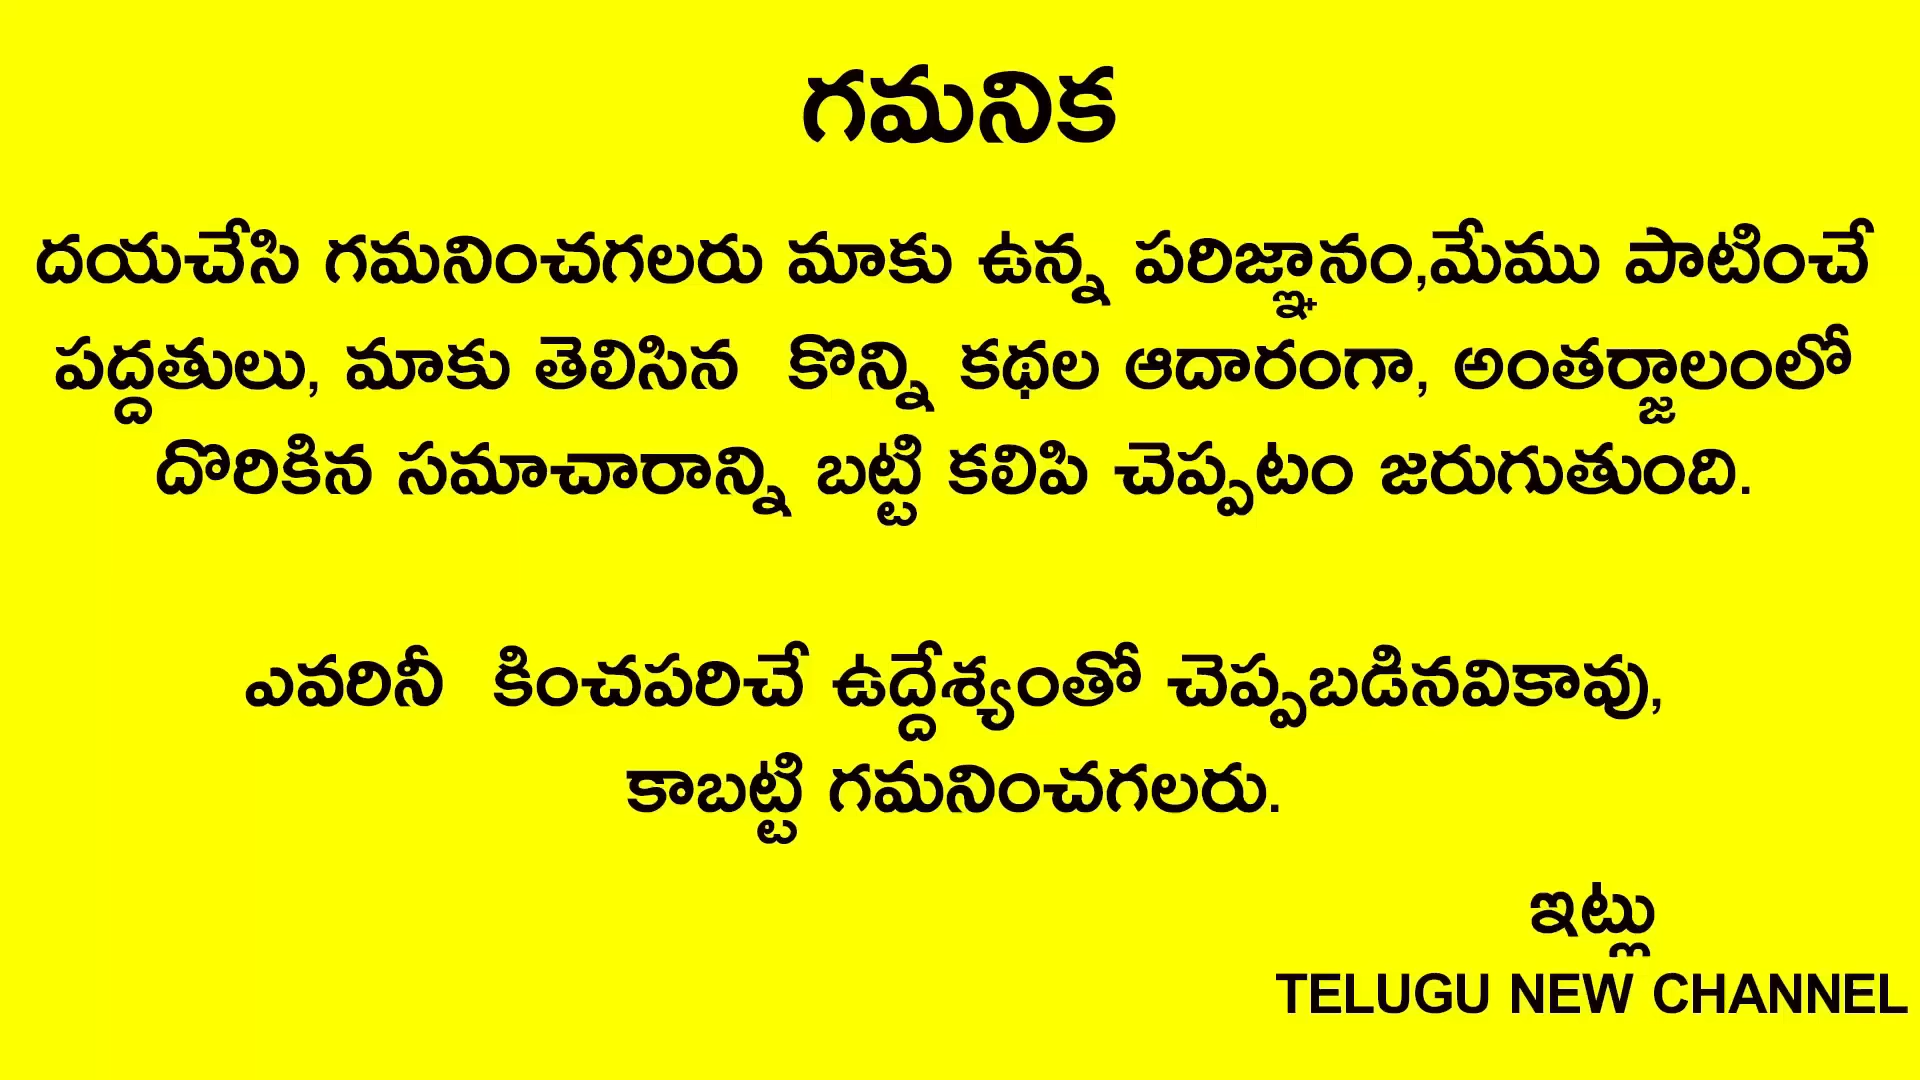 గమనిక
దయచేసి గమనించగలరు మాకు ఉన్న పరిజ్ఞానం,మేము పాటించే
పద్దతులు, మాకు తెలిసిన కొన్ని కథల ఆదారంగా, అంతర్జాలంలో
దొరికిన సమాచారాన్ని బట్టి కలిపి చెప్పటం జరుగుతుంది.
ఎవరినీ కించపరిచే ఉద్దేశ్యంతో చెప్పబడినవికావు,
కాబట్టి గమనించగలరు.
ఇట్లు
TELUGU NEW CHANNEL